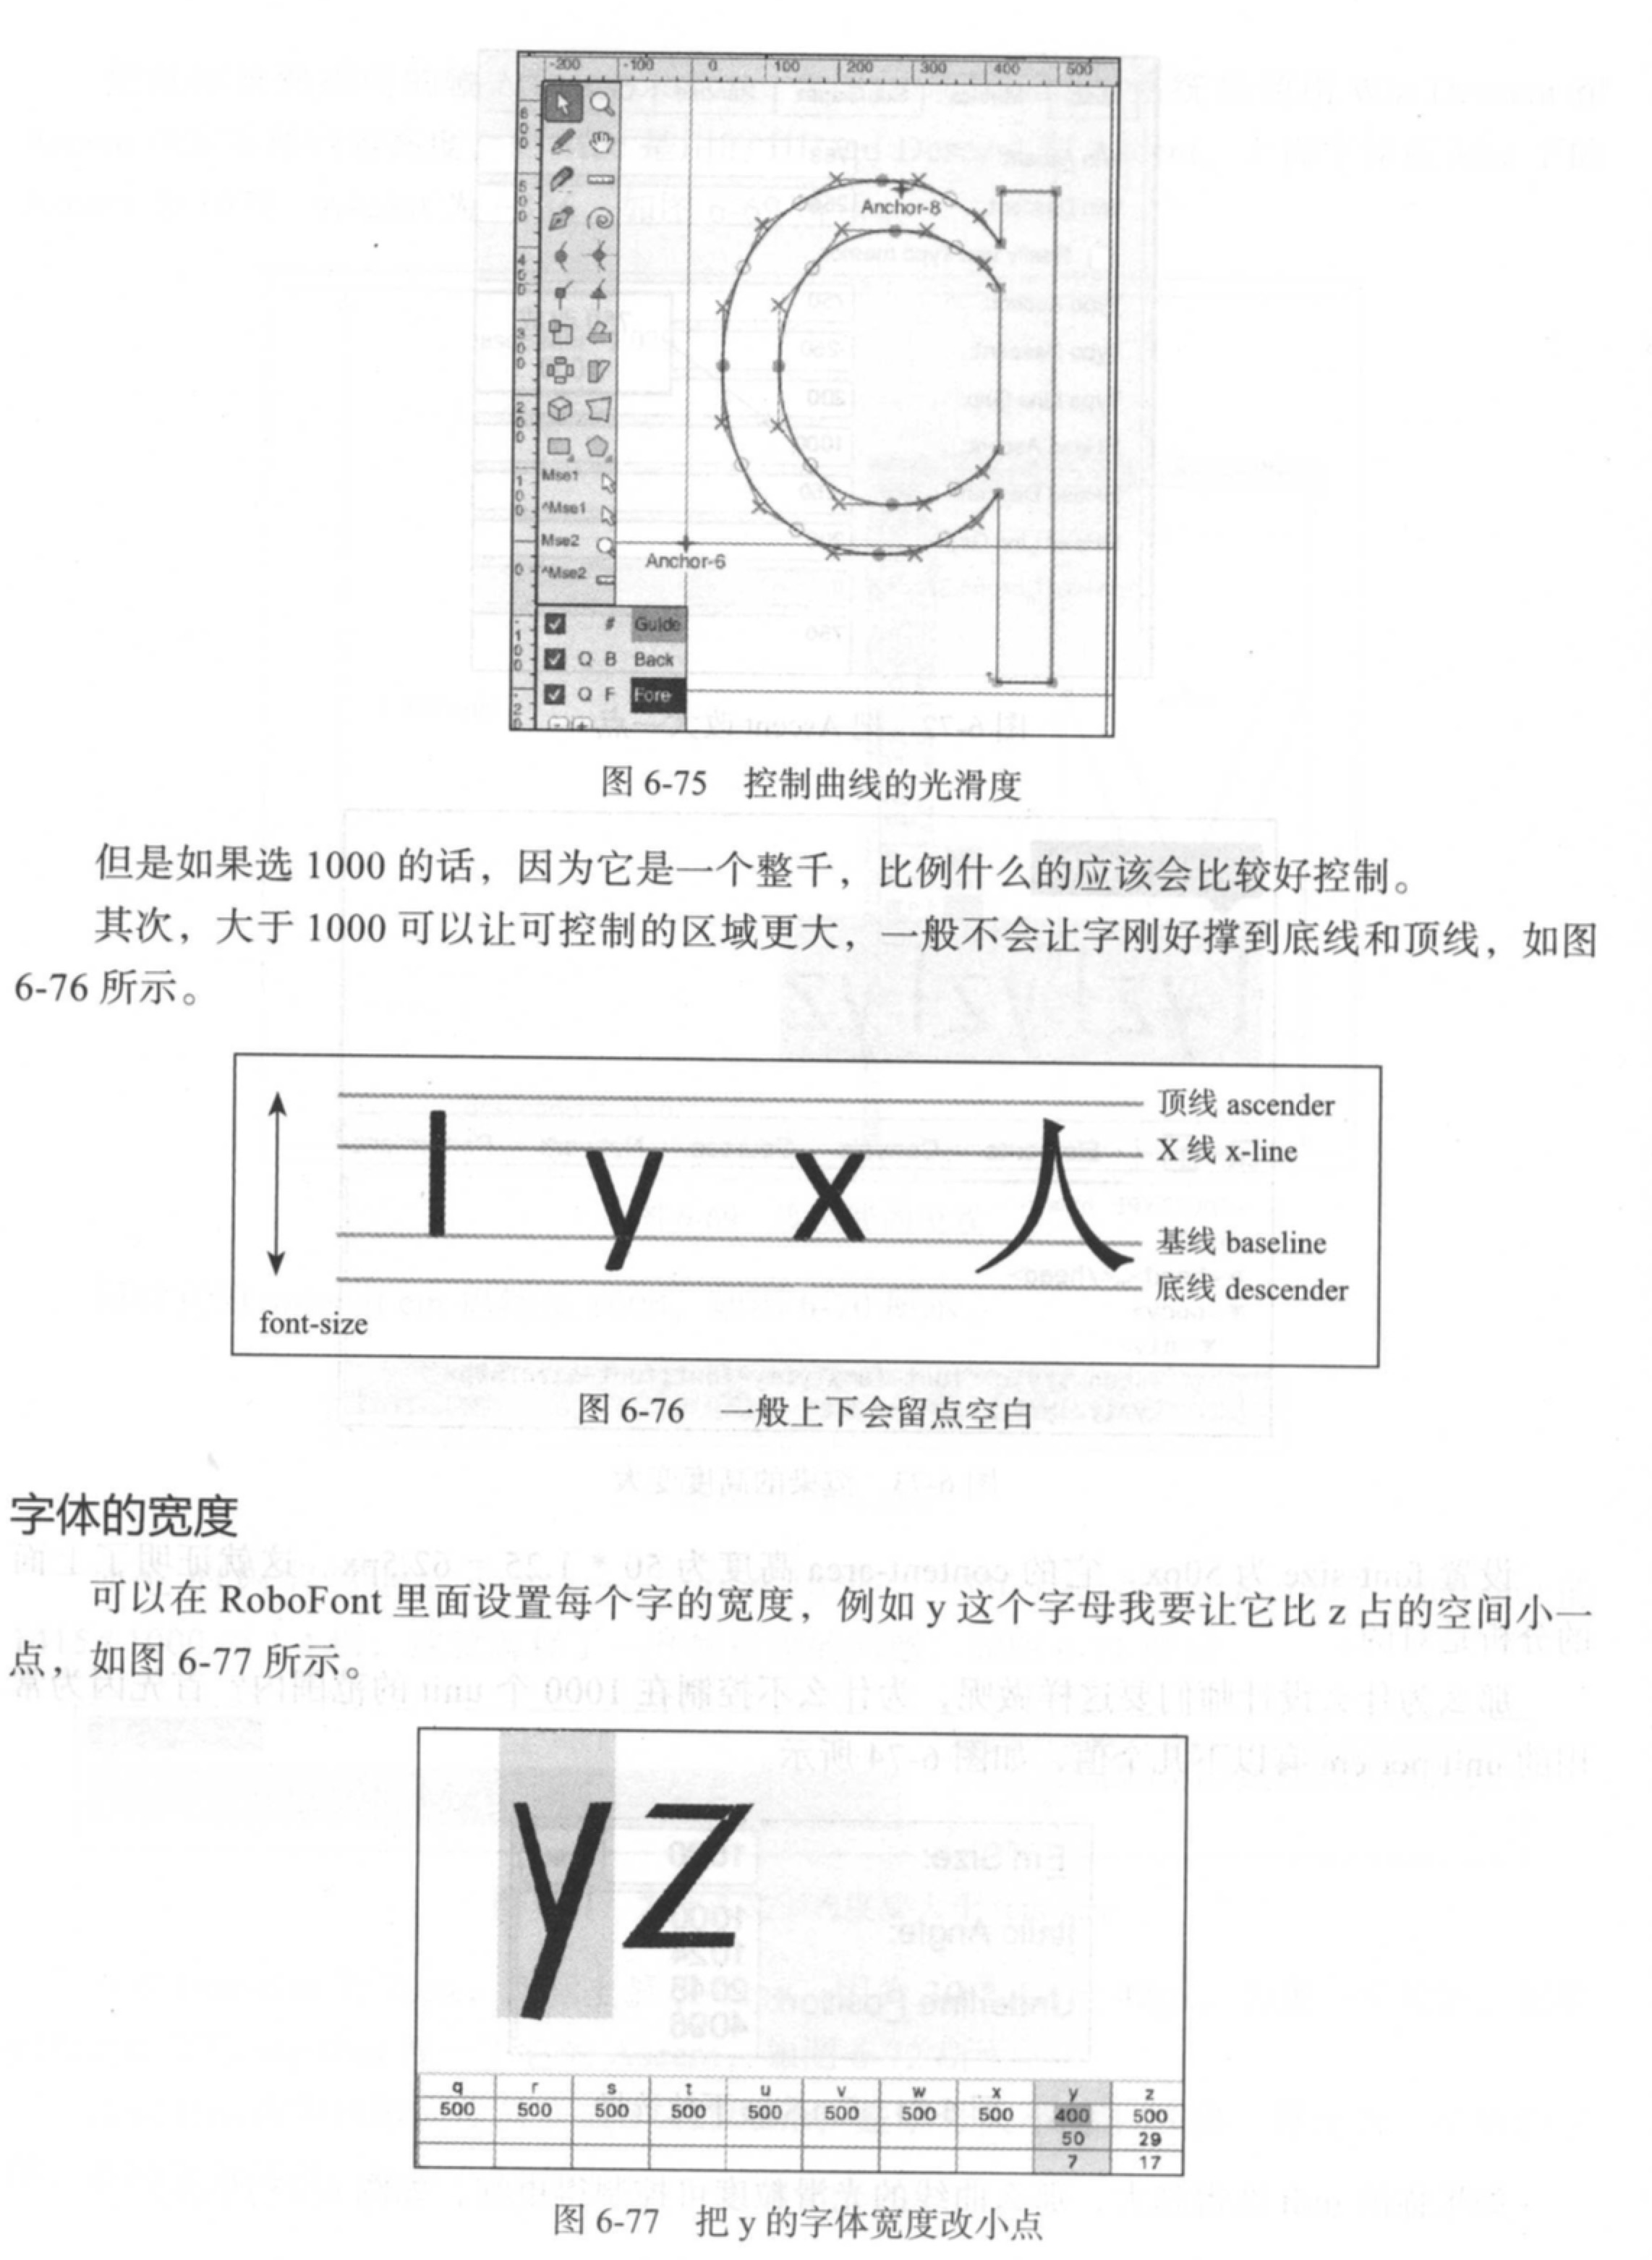 -200 -100 0 100 200 300 400 500
Anchor-8
Mse1
^Mse1
Mse2
^Mse2
Anchor-6
# Guide
Q B Back
Q F Fore
图 6-75 控制曲线的光滑度
但是如果选 1000 的话，因为它是一个整千，比例什么的应该会比较好控制。
其次，大于 1000 可以让可控制的区域更大，一般不会让字刚好撑到底线和顶线，如图
6-76 所示。
顶线 ascender
X 线 x-line
l y x 人
基线 baseline
底线 descender
font-size
图 6-76 一般上下会留点空白
字体的宽度
可以在 RoboFont 里面设置每个字的宽度，例如 y 这个字母我要让它比 z 占的空间小一
点，如图 6-77 所示。
yz
q r s t u v w x y z
500 500 500 500 500 500 500 500 400 500
50 29
7 17
图 6-77 把 y 的字体宽度改小点